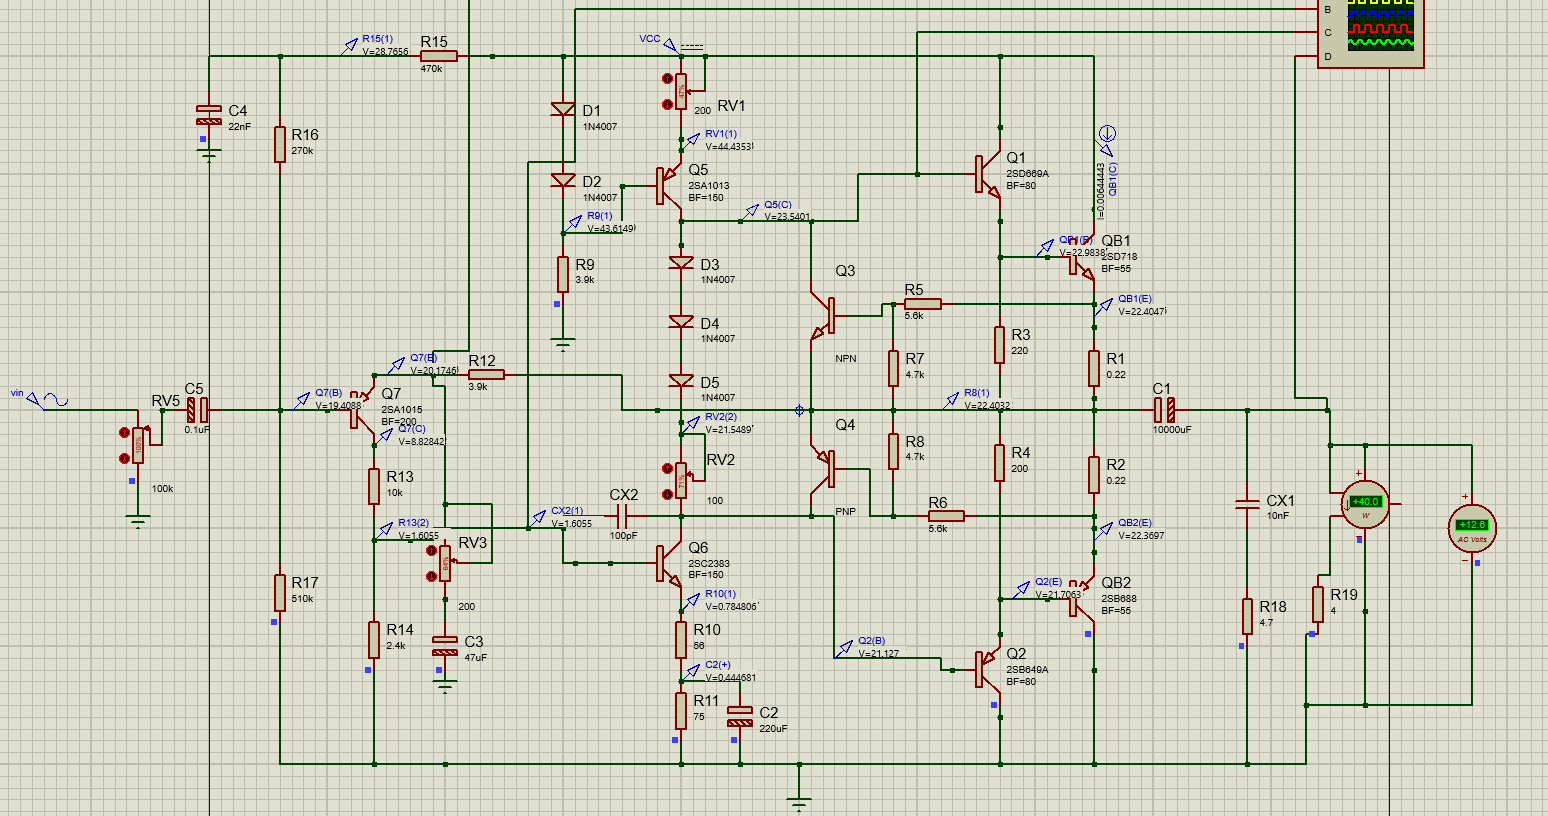 B
C
D
R15(1)
V=28.7656
R15
470k
VCC
C4
22nF
R16
270k
D1
1N4007
47%
200
RV1
RV1(1)
V=44.4353
D2
1N4007
Q5
2SA1013
BF=150
Q1
2SD669A
BF=80
I=0.00644443
QB1(C)
R9(1)
V=43.6149
Q5(C)
V=23.5401
V=22.9838
QB1
2SD718
BF=55
R9
3.9k
D3
1N4007
Q3
NPN
R5
5.6k
QB1(E)
V=22.4047
D4
1N4007
R3
220
R7
4.7k
R1
0.22
Q7(E)
V=20.1746
R12
3.9k
D5
1N4007
vin
RV5
100%
100k
C5
0.1uF
Q7(B)
V=19.4088
Q7
2SA1015
BF=200
Q7(C)
V=8.82842
R8(1)
V=22.4032
C1
10000uF
RV2(2)
V=21.5489
Q4
PNP
R8
4.7k
R4
200
R2
0.22
RV2
71%
100
R13
10k
CX2
100pF
CX2(1)
V=1.6055
R6
5.6k
QB2(E)
V=22.3697
CX1
10nF
+40.0
W
+12.6
AC Volts
R13(2)
V=1.6055
RV3
64%
200
Q6
2SC2383
BF=150
R17
510k
R10(1)
V=0.784806
Q2(E)
V=21.7063
QB2
2SB688
BF=55
R18
4.7
R19
4
R14
2.4k
C3
47uF
R10
56
C2(+)
V=0.444681
Q2(B)
V=21.127
Q2
2SB649A
BF=80
R11
75
C2
220uF